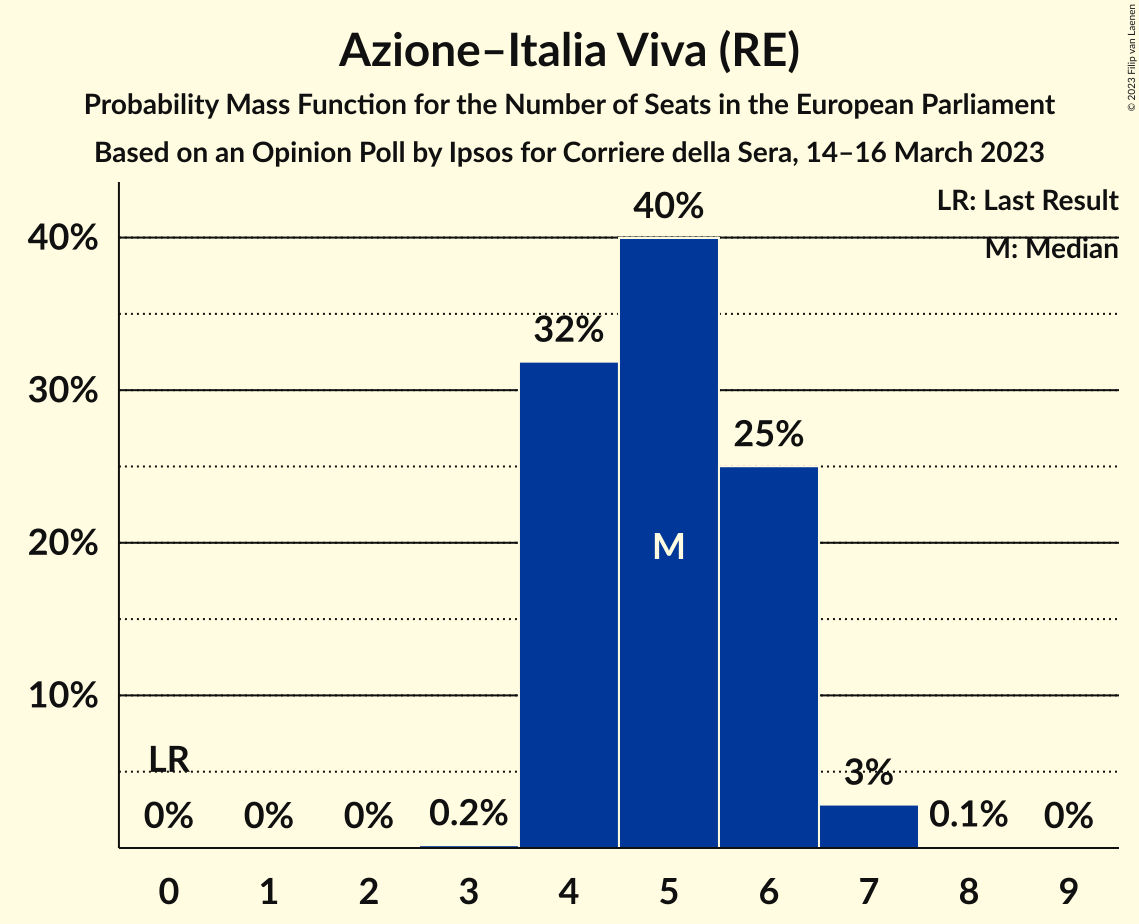 Azione–Italia Viva (RE)
Probability Mass Function for the Number of Seats in the European Parliament
Based on an Opinion Poll by Ipsos for Corriere della Sera, 14–16 March 2023
© 2023 Filip van Laenen
LR: Last Result
M: Median
40%
30%
20%
10%
LR
0%
0%
0%
0.2%
32%
40%
M
25%
3%
0.1%
0%
0 1 2 3 4 5 6 7 8 9